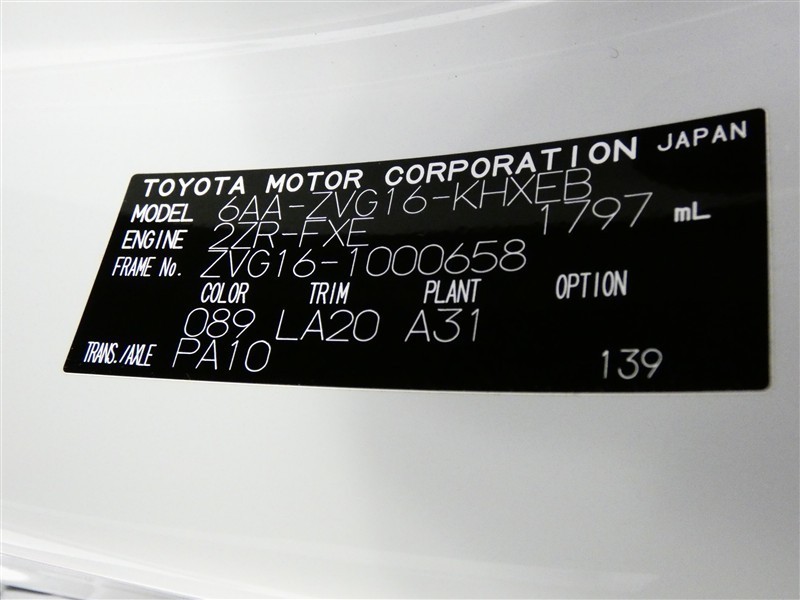 TOYOTA MOTOR CORPORATION JAPAN
MODEL 6AA-ZVG16-KHXEB
ENGINE 2ZR-FXE 1797 mL
FRAME No. ZVG16-1000658
COLOR TRIM PLANT OPTION
089 LA20 A31
TRANS./AXLE PA10 139